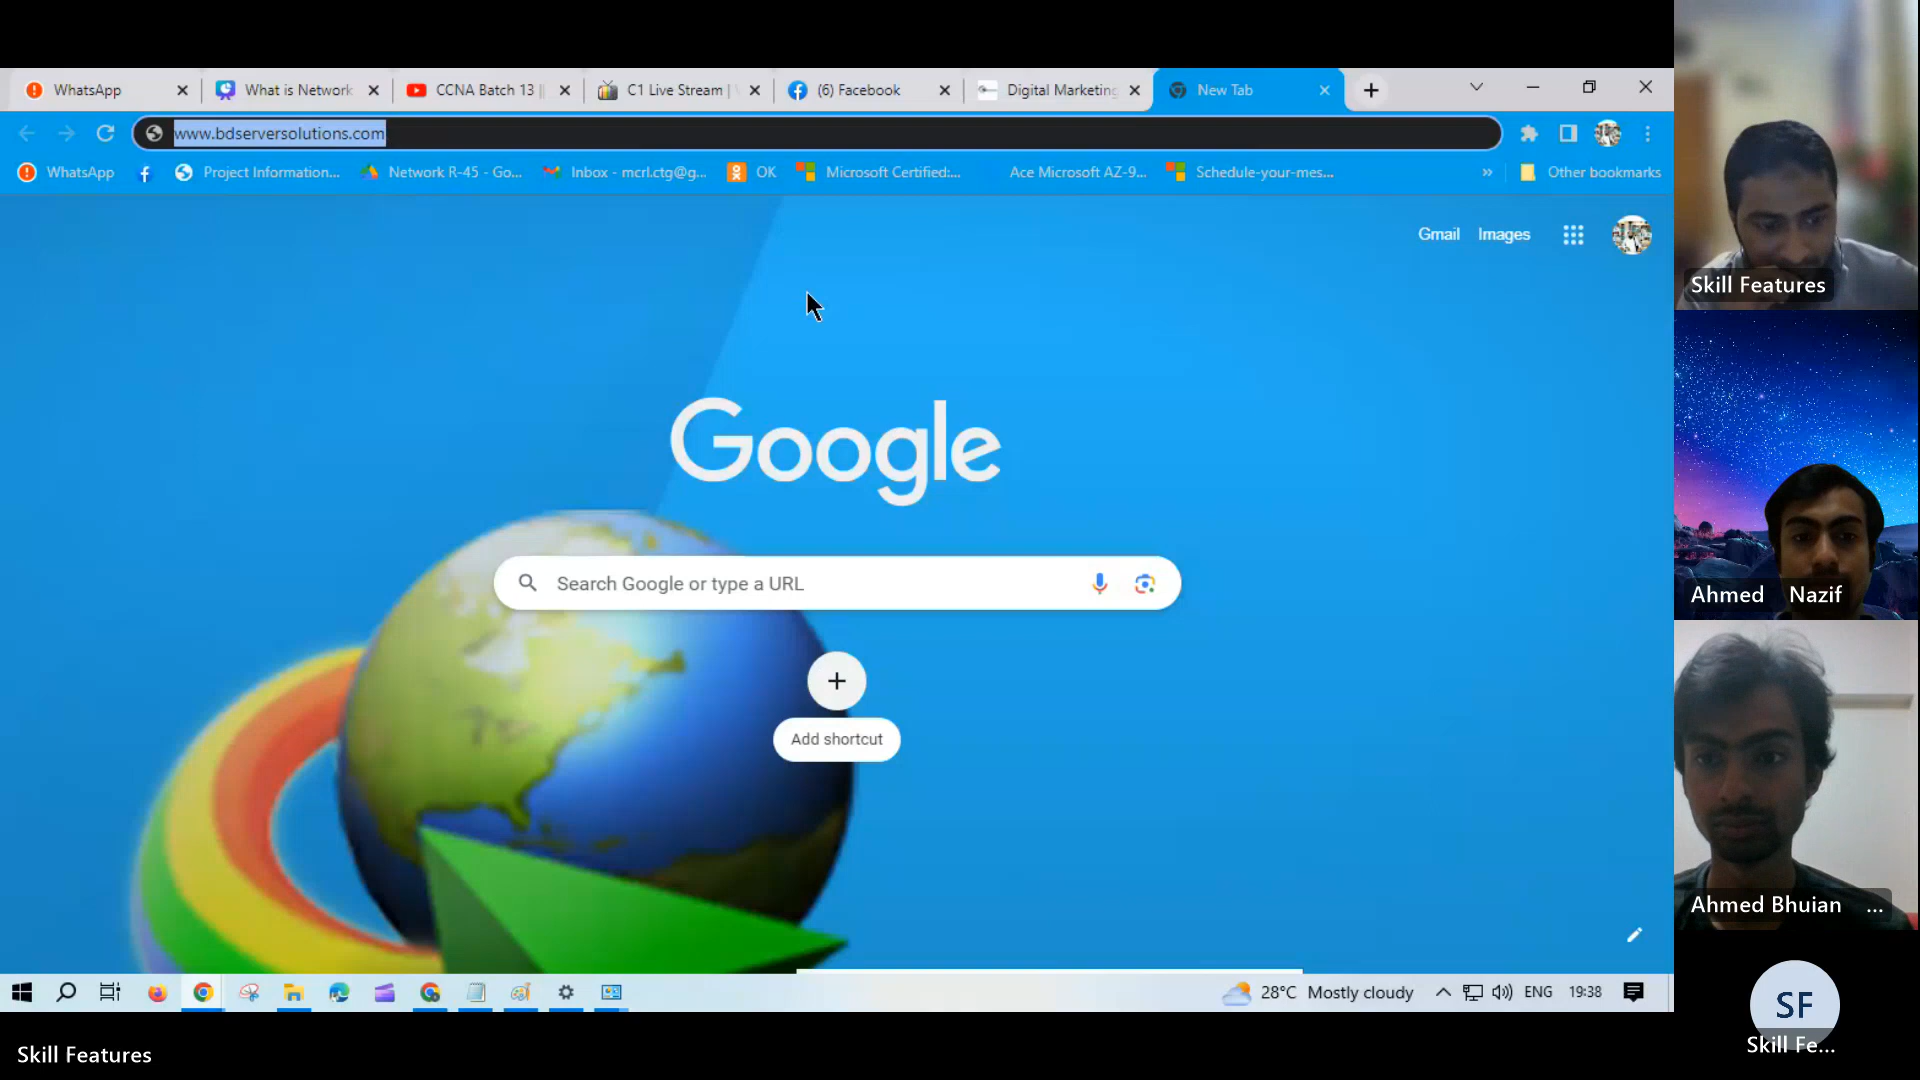 WhatsApp
What is Network
CCNA Batch 13 ||
C1 Live Stream |
(6) Facebook
Digital Marketing
New Tab
www.bdserversolutions.com
WhatsApp
Project Information...
Network R-45 - Go...
Inbox - mcrl.ctg@g...
OK
Microsoft Certified:...
Ace Microsoft AZ-9...
Schedule-your-mes...
»
Other bookmarks
Gmail
Images
Google
Search Google or type a URL
Add shortcut
28°C Mostly cloudy
ENG
19:38
Skill Features
Skill Features
Ahmed Nazif
Ahmed Bhuian ...
SF
Skill Fe...